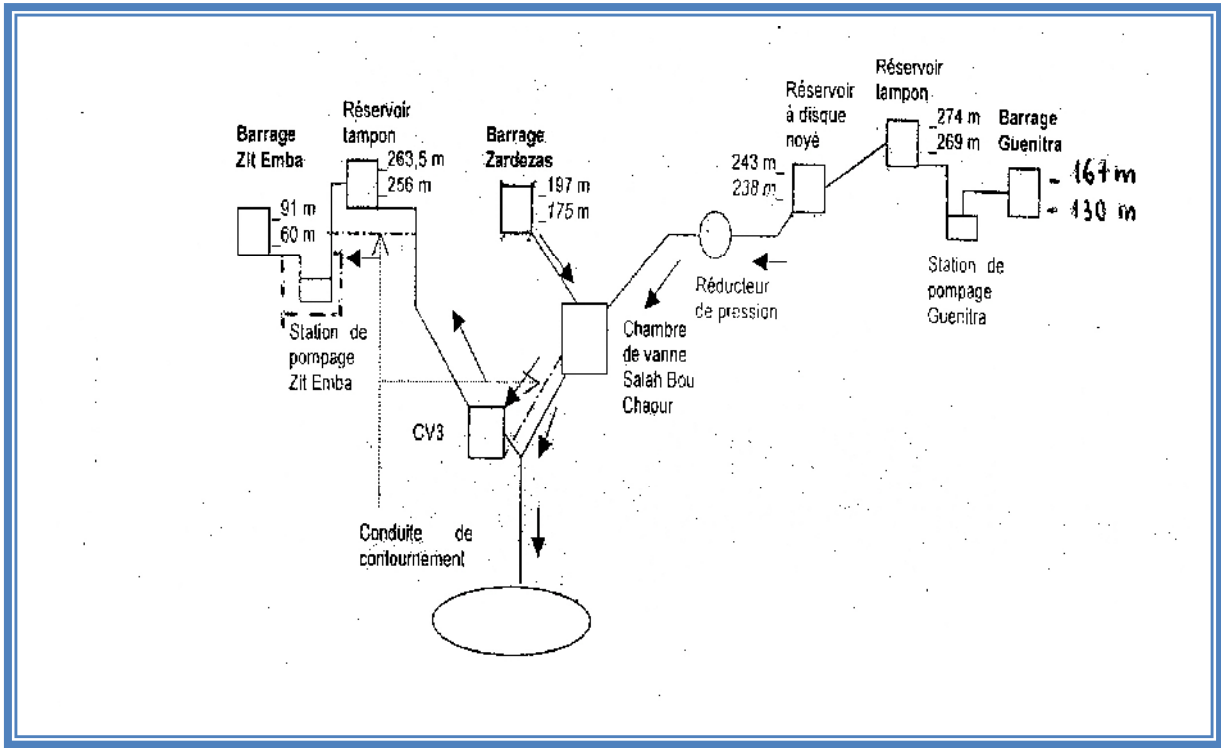 Barrage
Zit Emba
91 m
60 m
Réservoir
lampon
263,5 m
256 m
Barrage
Zardezas
197 m
175 m
Réservoir
à disque
noyé
243 m
238 m
Réservoir
lampon
274 m
269 m
Barrage
Guenitra
167 m
130 m
Station de
pompage
Zit Emba
Réducteur
de pression
Station de
pompage
Guenitra
Chambre
de vanne
Salah Bou
Chaour
CV3
Conduite de
contournement